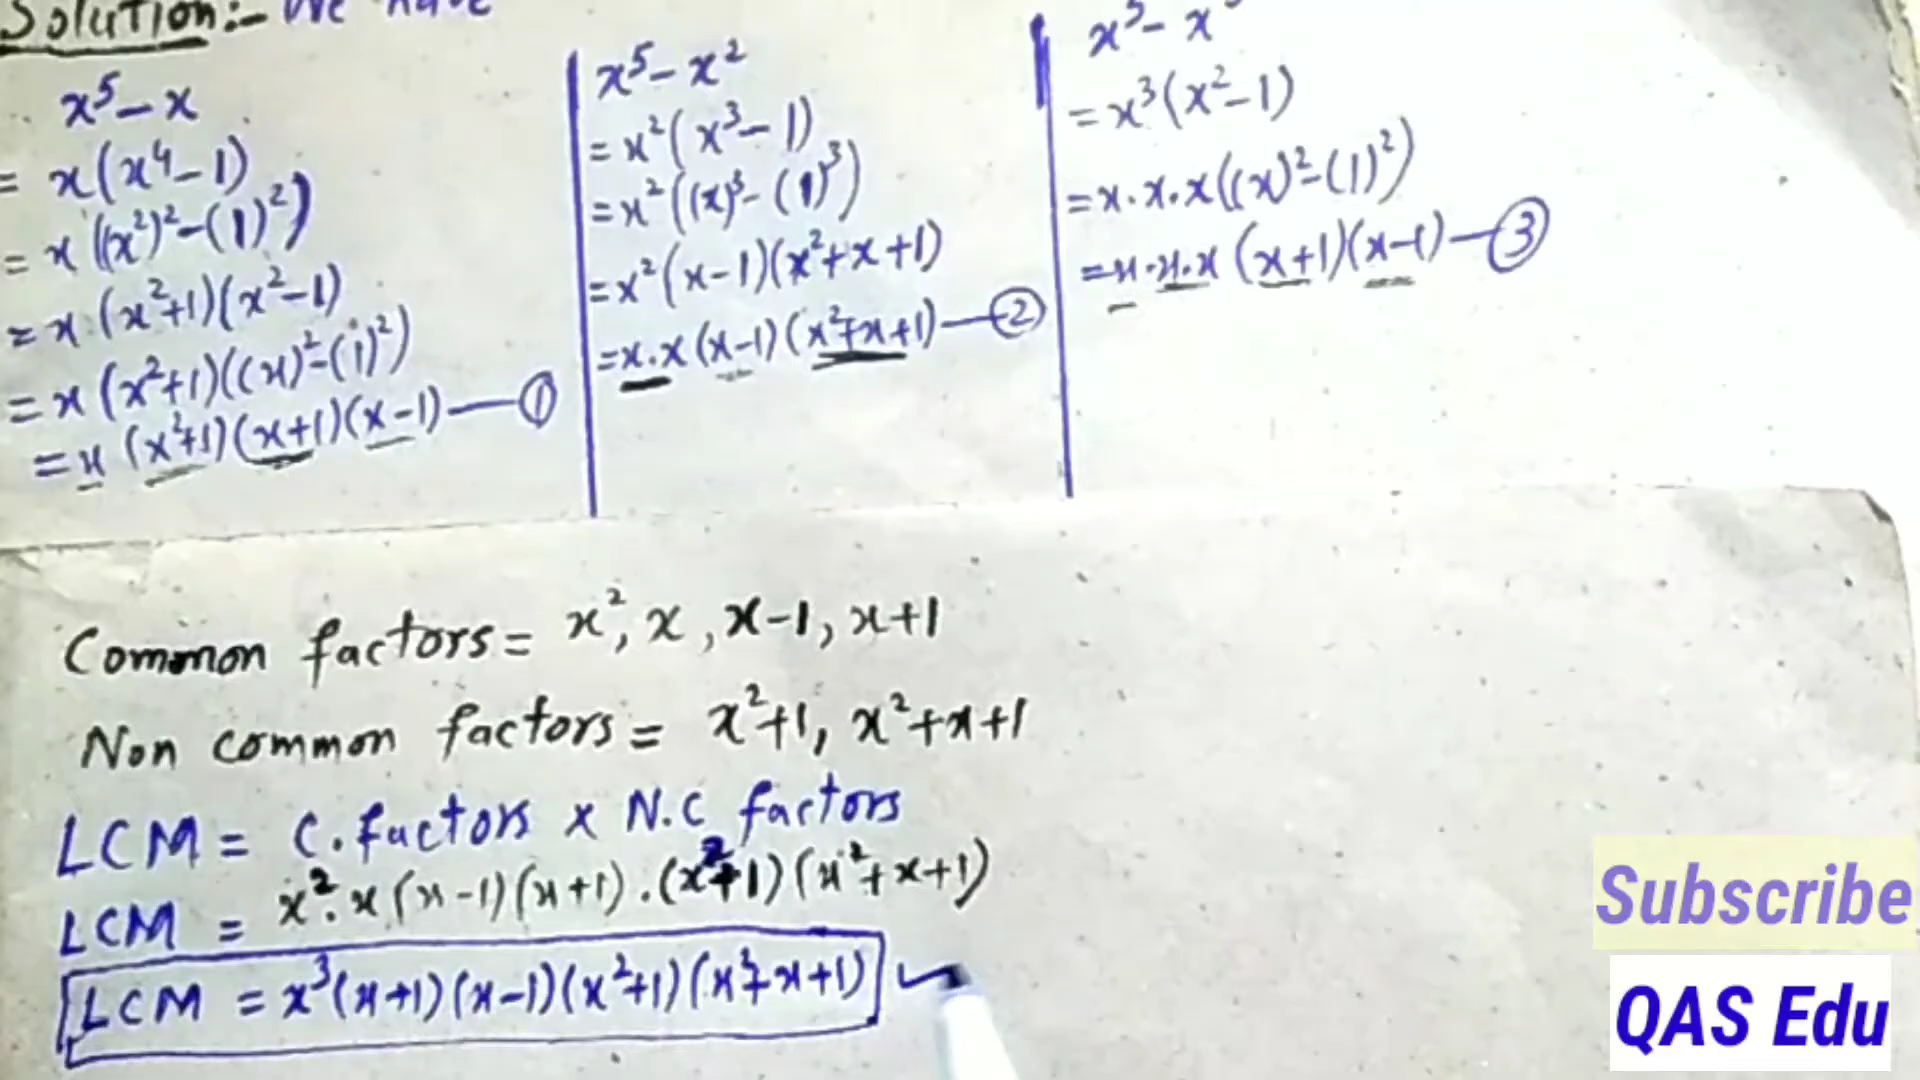 Solution:- We have
x⁵ - x
= x(x⁴ - 1)
= x((x²)² - (1)²)
= x(x²+1)(x²-1)
= x(x²+1)((x)²-(1)²)
= x(x²+1)(x+1)(x-1) — ①
x⁵ - x²
= x²(x³ - 1)
= x²((x)³ - (1)³)
= x²(x-1)(x²+x+1)
= x.x(x-1)(x²+x+1) — ②
x⁵ - x³
= x³(x²-1)
= x.x.x((x)²-(1)²)
= x.x.x(x+1)(x-1) — ③
Common factors = x², x, x-1, x+1
Non common factors = x²+1, x²+x+1
LCM = C.factors x N.C factors
LCM = x².x(x-1)(x+1).(x²+1)(x²+x+1)
LCM = x³(x+1)(x-1)(x²+1)(x²+x+1)
Subscribe
QAS Edu